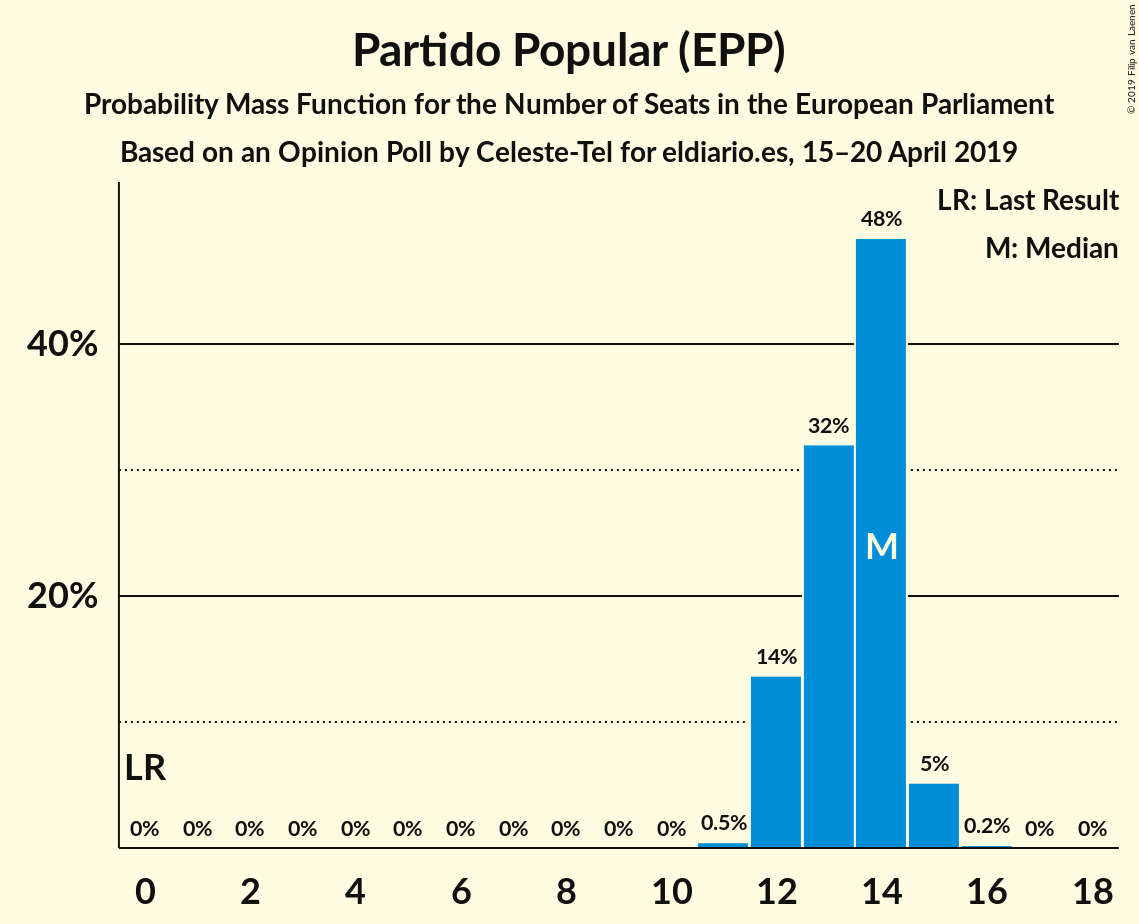 Partido Popular (EPP)
Probability Mass Function for the Number of Seats in the European Parliament
Based on an Opinion Poll by Celeste-Tel for eldiario.es, 15–20 April 2019
© 2019 Filip van Laenen
LR: Last Result
M: Median
48%
40%
32%
M
20%
14%
LR
5%
0% 0% 0% 0% 0% 0% 0% 0% 0% 0% 0% 0.5% 0.2% 0% 0%
0 2 4 6 8 10 12 14 16 18